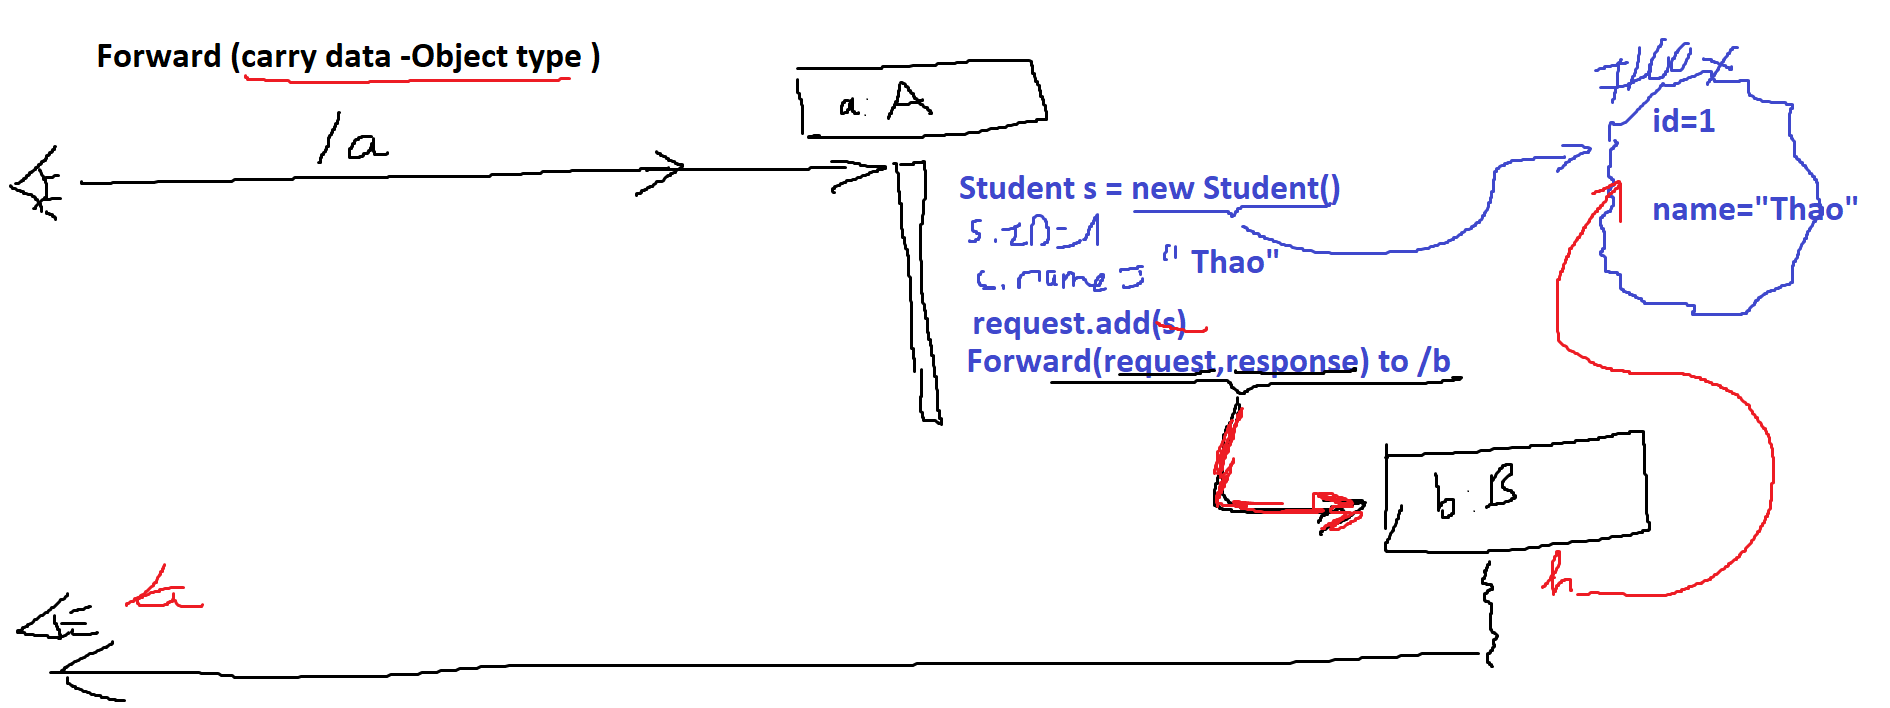 Forward (carry data -Object type )
/a
a: A
#100x
id=1
name="Thao"
Student s = new Student()
s.ID=1
s.name = "Thao"
request.add(s)
Forward(request,response) to /b
b:B
h